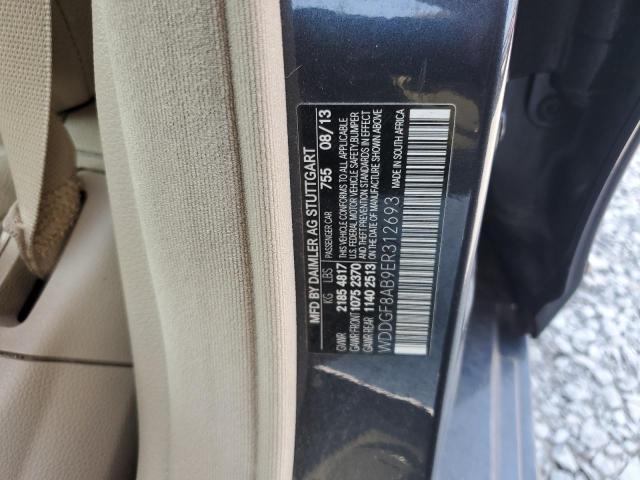 MFD BY DAIMLER AG STUTTGART
PASSENGER CAR 755 08/13
KG LBS
GVWR 2185 4817
GAWR FRONT 1075 2370
GAWR REAR 1140 2513
THIS VEHICLE CONFORMS TO ALL APPLICABLE
U.S. FEDERAL MOTOR VEHICLE SAFETY, BUMPER
AND THEFT PREVENTION STANDARDS IN EFFECT
ON THE DATE OF MANUFACTURE SHOWN ABOVE
WDDGF8AB9ER312693 MADE IN SOUTH AFRICA